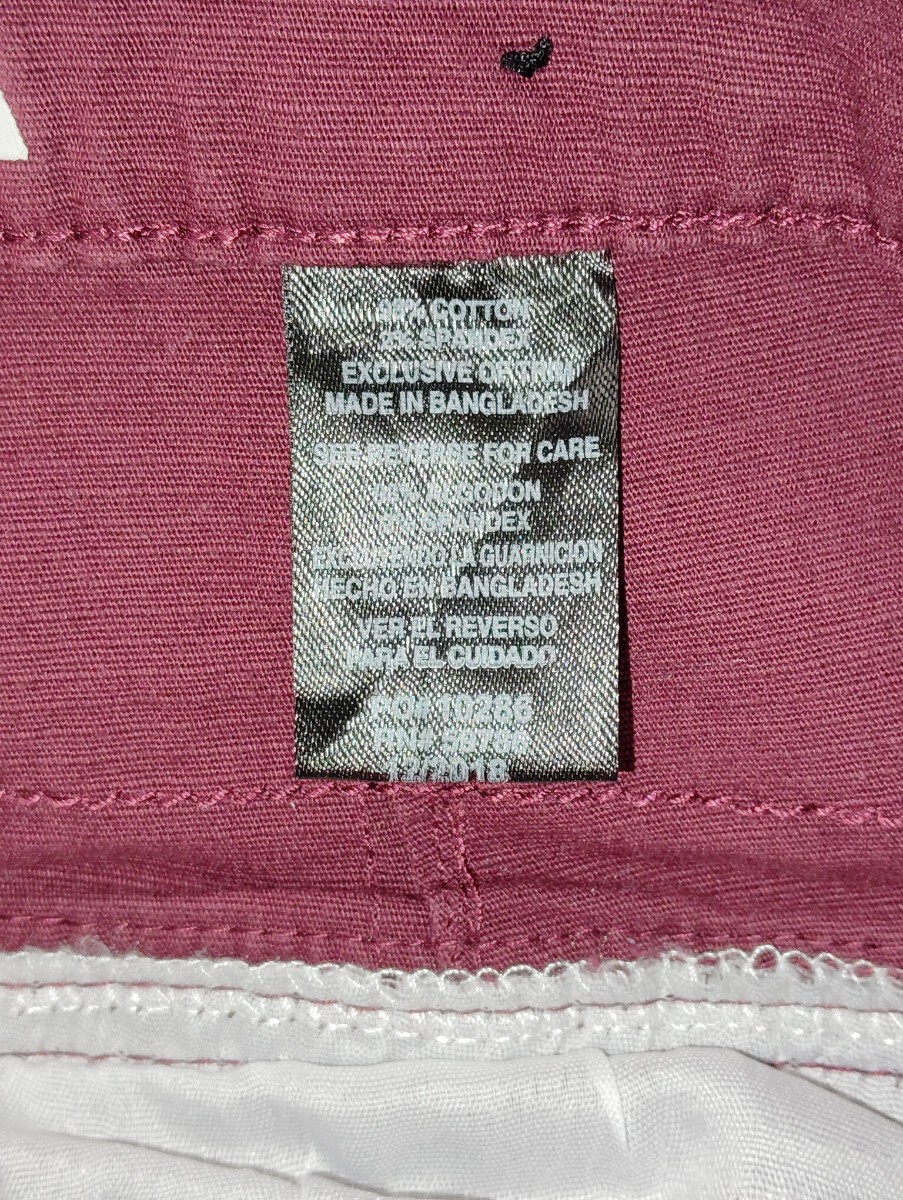 98% COTTON
2% SPANDEX
EXCLUSIVE OF TRIM
MADE IN BANGLADESH
SEE REVERSE FOR CARE
98% ALGODON
2% SPANDEX
EXCLUYENDO LA GUARNICION
HECHO EN BANGLADESH
VER EL REVERSO
PARA EL CUIDADO
PO# 10286
12/2018